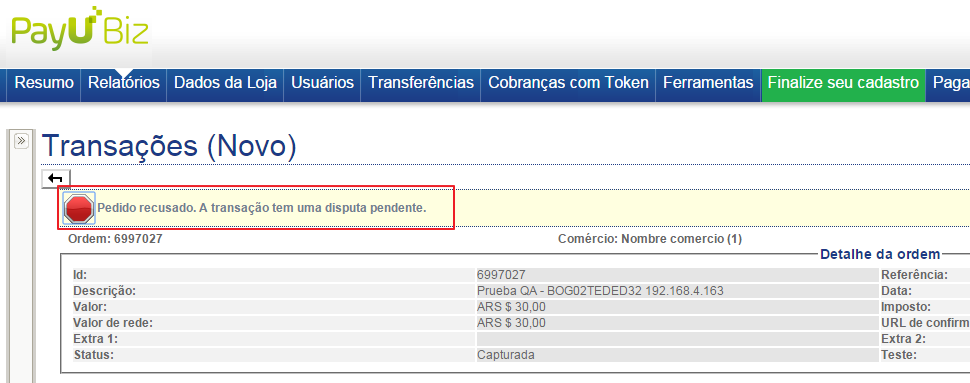 PayU Biz
Resumo Relatórios Dados da Loja Usuários Transferências Cobranças com Token Ferramentas Finalize seu cadastro Paga
»
Transações (Novo)
Pedido recusado. A transação tem uma disputa pendente.
Ordem: 6997027 Comércio: Nombre comercio (1)
Detalhe da ordem
Id: 6997027 Referência:
Descrição: Prueba QA - BOG02TEDED32 192.168.4.163 Data:
Valor: ARS $ 30,00 Imposto:
Valor de rede: ARS $ 30,00 URL de confirm
Extra 1: Extra 2:
Status: Capturada Teste: